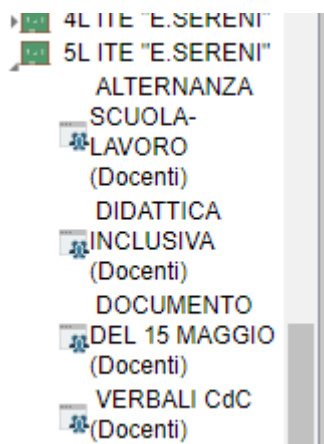 4L ITE "E.SERENI"
5L ITE "E.SERENI"
ALTERNANZA
SCUOLA-
LAVORO
(Docenti)
DIDATTICA
INCLUSIVA
(Docenti)
DOCUMENTO
DEL 15 MAGGIO
(Docenti)
VERBALI CdC
(Docenti)